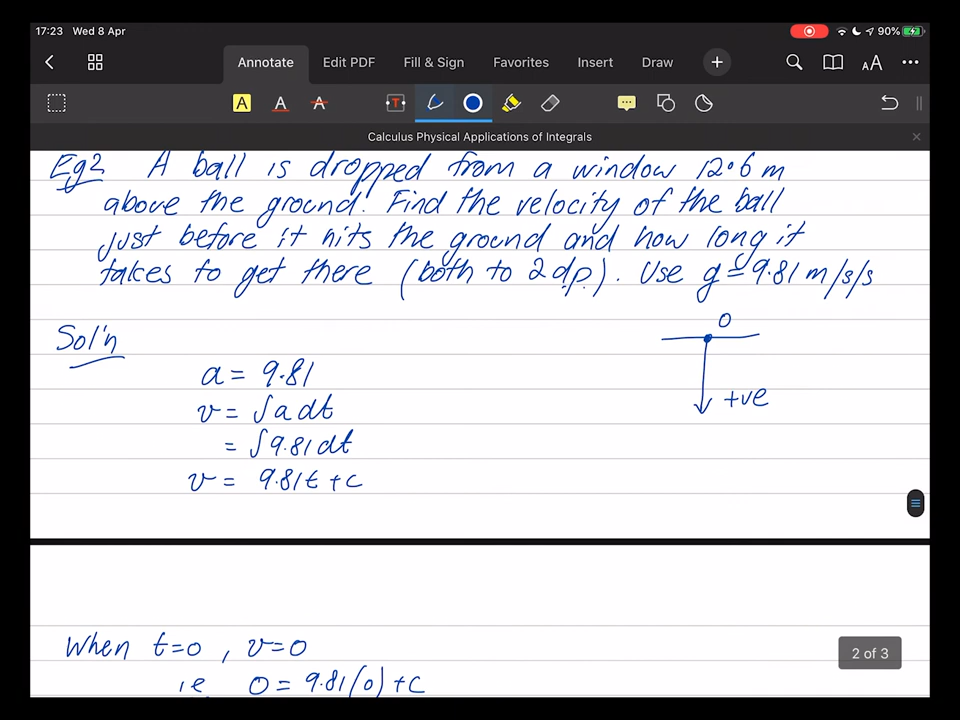 17:23 Wed 8 Apr
90%
Annotate Edit PDF Fill & Sign Favorites Insert Draw
Calculus Physical Applications of Integrals
Eg2 A ball is dropped from a window 12.6 m
above the ground. Find the velocity of the ball
just before it hits the ground and how long it
takes to get there (both to 2 dp). Use g = 9.81 m/s/s
Sol'n
O
+ve
a = 9.81
v = ∫a dt
= ∫9.81 dt
v = 9.81t + c
When t=0, v=0
ie 0 = 9.81(0) + c
2 of 3